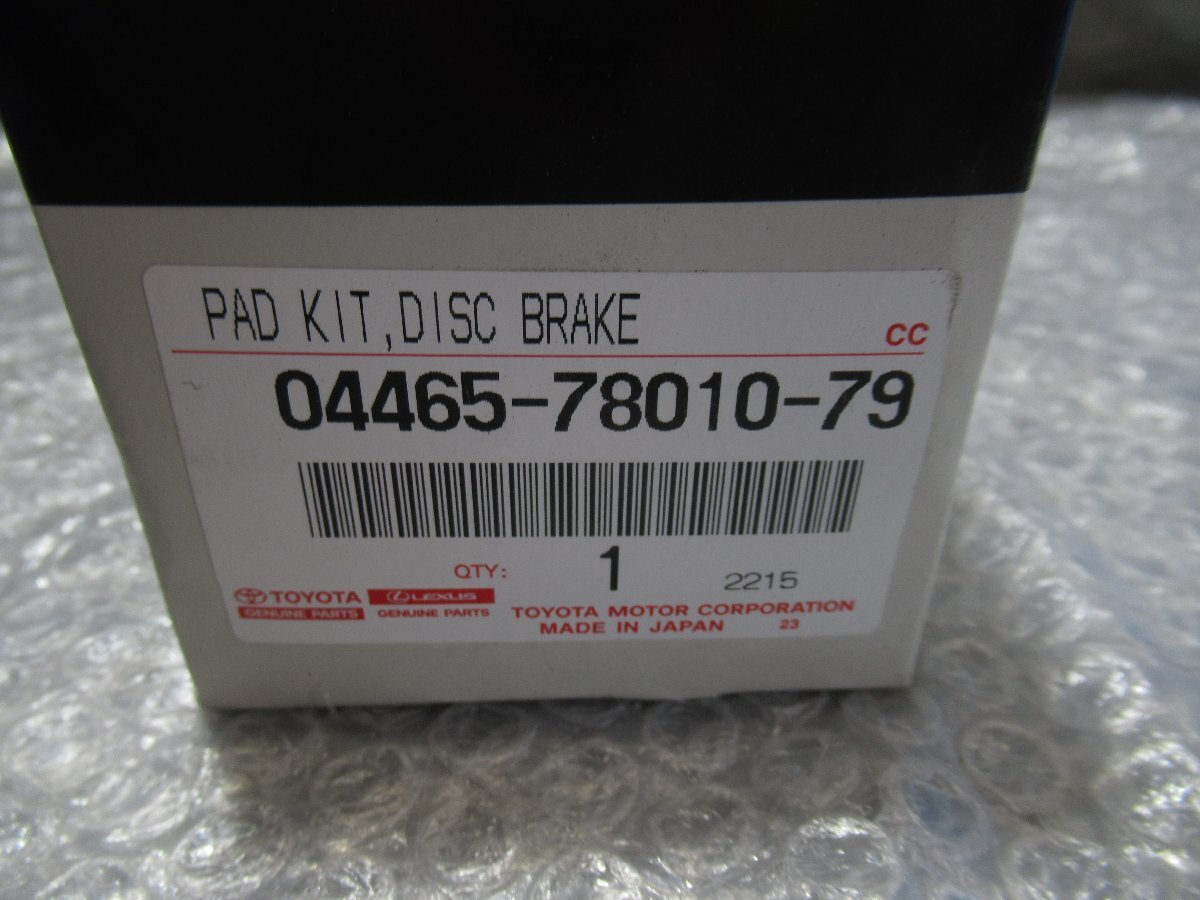 PAD KIT,DISC BRAKE
CC
04465-78010-79
QTY: 1 2215
TOYOTA LEXUS
GENUINE PARTS GENUINE PARTS
TOYOTA MOTOR CORPORATION
MADE IN JAPAN 23